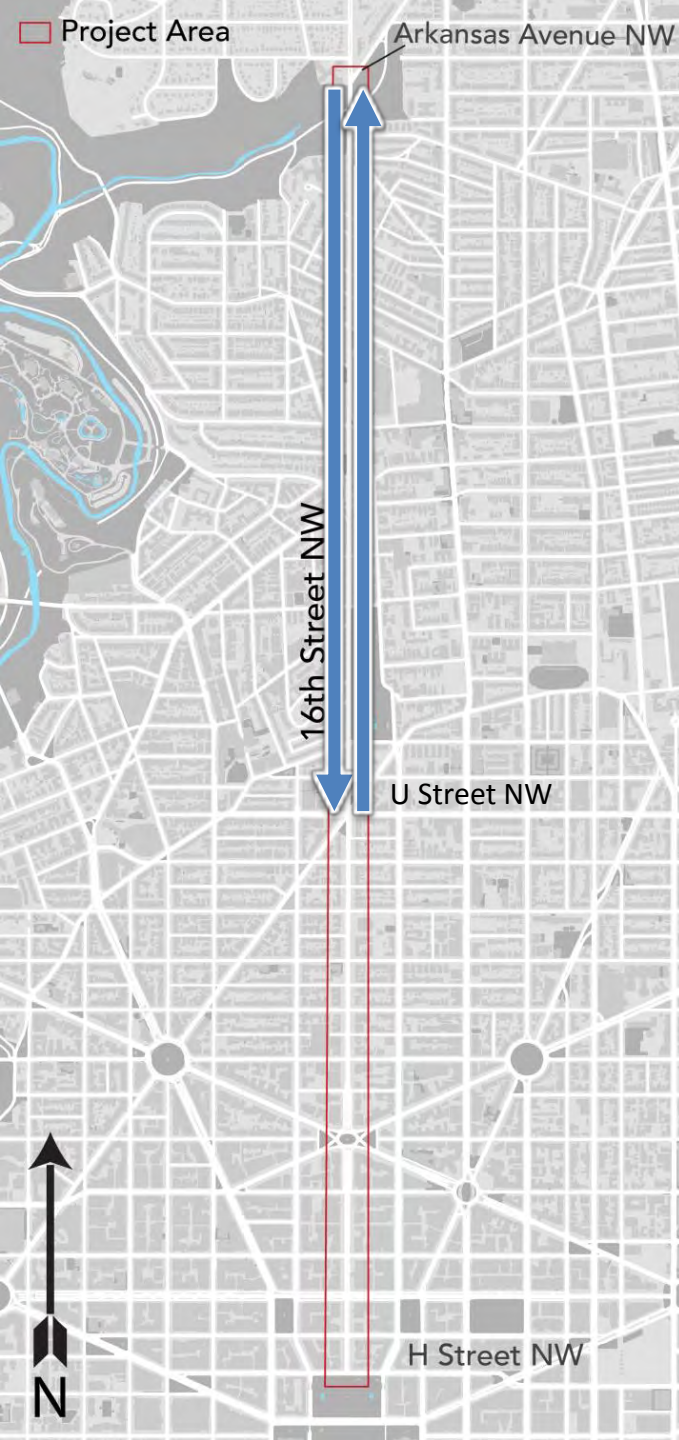 Project Area
Arkansas Avenue NW
16th Street NW
U Street NW
H Street NW
N